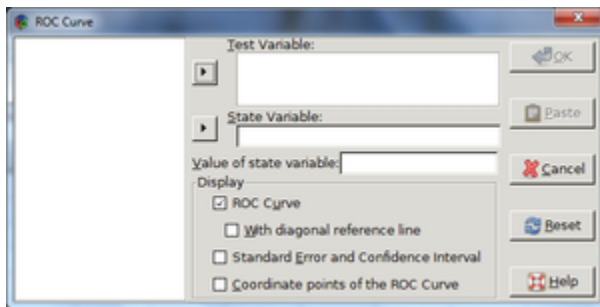 ROC Curve
Test Variable:
OK
State Variable:
Paste
Value of state variable:
Cancel
Display
ROC Curve
With diagonal reference line
Reset
Standard Error and Confidence Interval
Coordinate points of the ROC Curve
Help